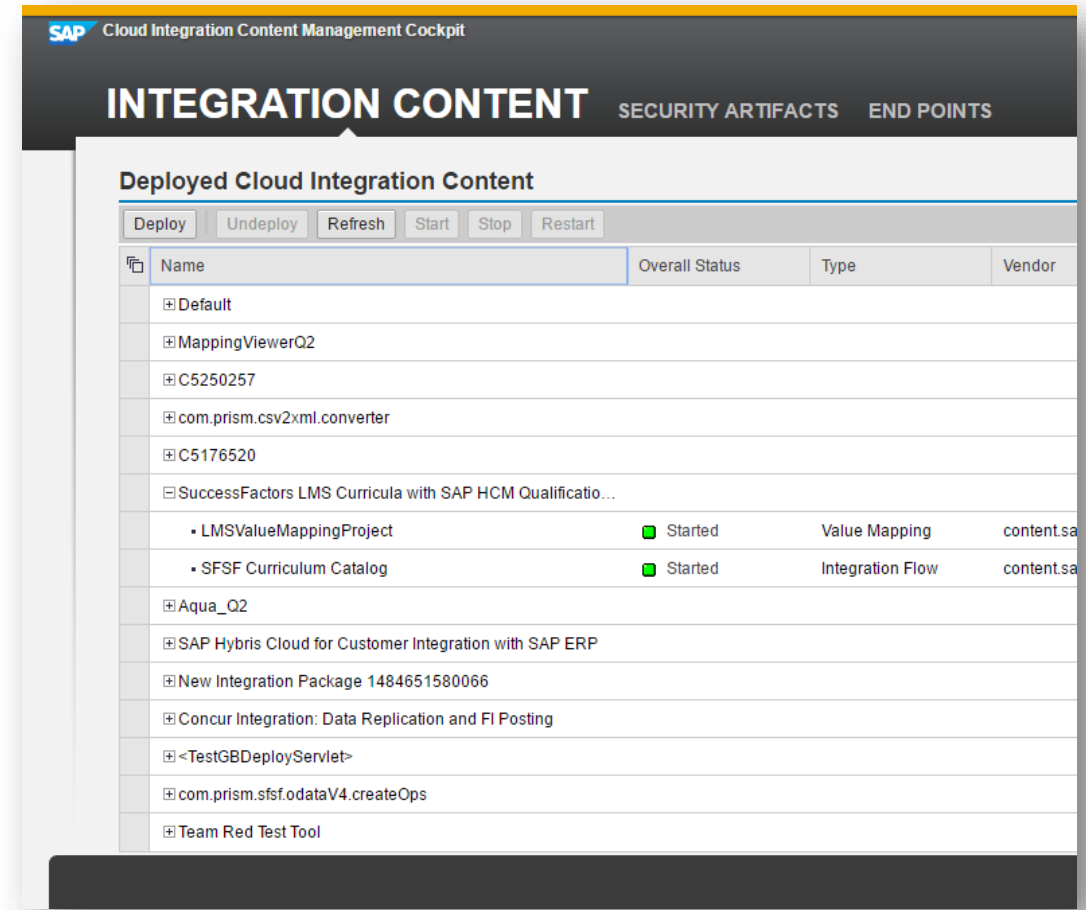 SAP Cloud Integration Content Management Cockpit
INTEGRATION CONTENT SECURITY ARTIFACTS END POINTS
Deployed Cloud Integration Content
Deploy Undeploy Refresh Start Stop Restart
Name Overall Status Type Vendor
Default
MappingViewerQ2
C5250257
com.prism.csv2xml.converter
C5176520
SuccessFactors LMS Curricula with SAP HCM Qualificatio...
LMSValueMappingProject Started Value Mapping content.sa
SFSF Curriculum Catalog Started Integration Flow content.sa
Aqua_Q2
SAP Hybris Cloud for Customer Integration with SAP ERP
New Integration Package 1484651580066
Concur Integration: Data Replication and FI Posting
<TestGBDeployServlet>
com.prism.sfsf.odataV4.createOps
Team Red Test Tool